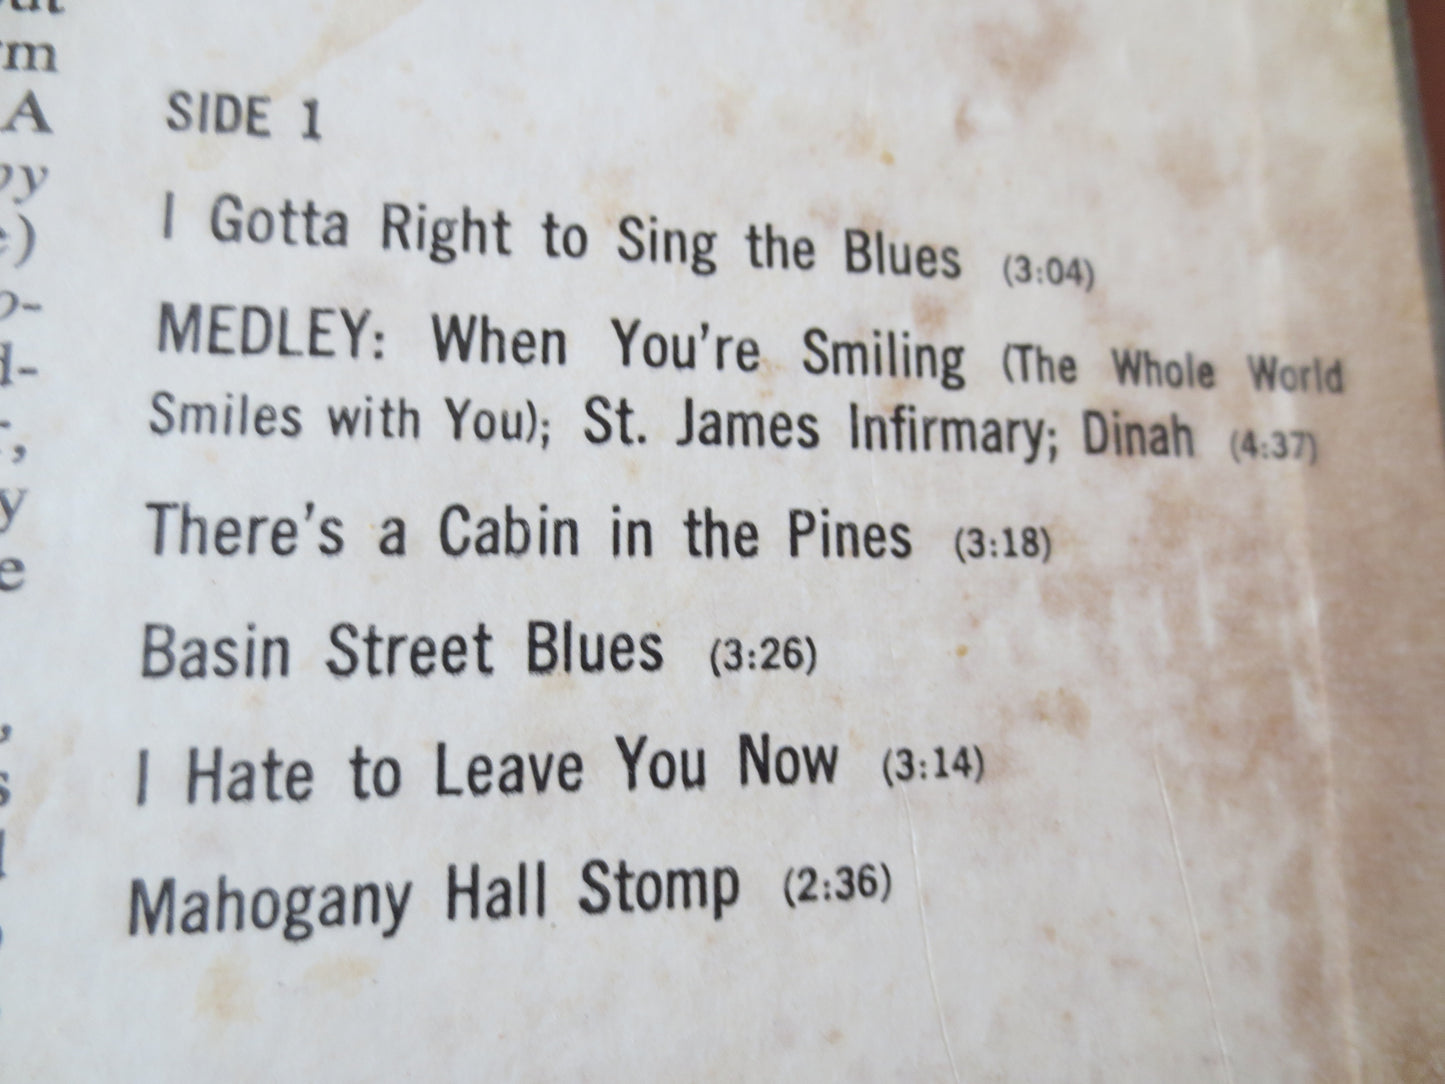 SIDE 1
I Gotta Right to Sing the Blues (3:04)
MEDLEY: When You're Smiling (The Whole World
Smiles with You); St. James Infirmary; Dinah (4:37)
There's a Cabin in the Pines (3:18)
Basin Street Blues (3:26)
I Hate to Leave You Now (3:14)
Mahogany Hall Stomp (2:36)